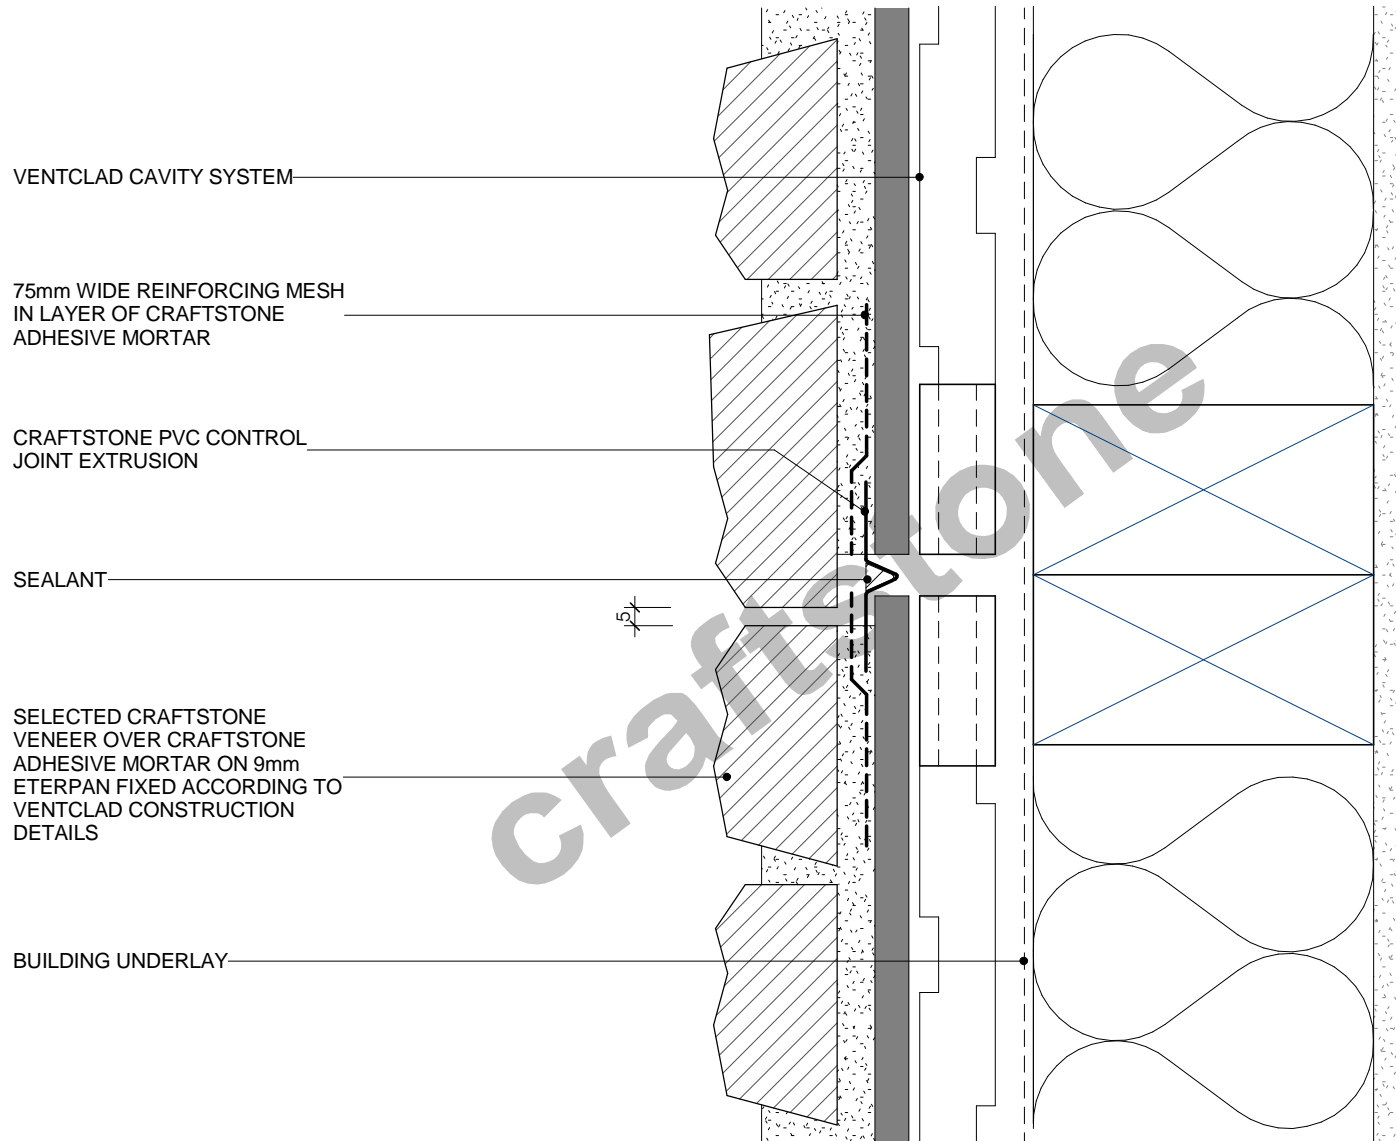 VENTCLAD CAVITY SYSTEM
75mm WIDE REINFORCING MESH
IN LAYER OF CRAFTSTONE
ADHESIVE MORTAR
CRAFTSTONE PVC CONTROL
JOINT EXTRUSION
SEALANT
5
SELECTED CRAFTSTONE
VENEER OVER CRAFTSTONE
ADHESIVE MORTAR ON 9mm
ETERPAN FIXED ACCORDING TO
VENTCLAD CONSTRUCTION
DETAILS
BUILDING UNDERLAY
craftstone